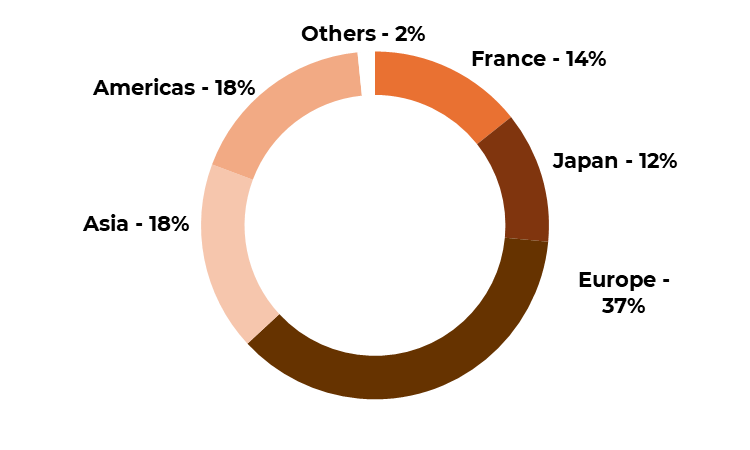 Others - 2%
France - 14%
Americas - 18%
Japan - 12%
Asia - 18%
Europe -
37%